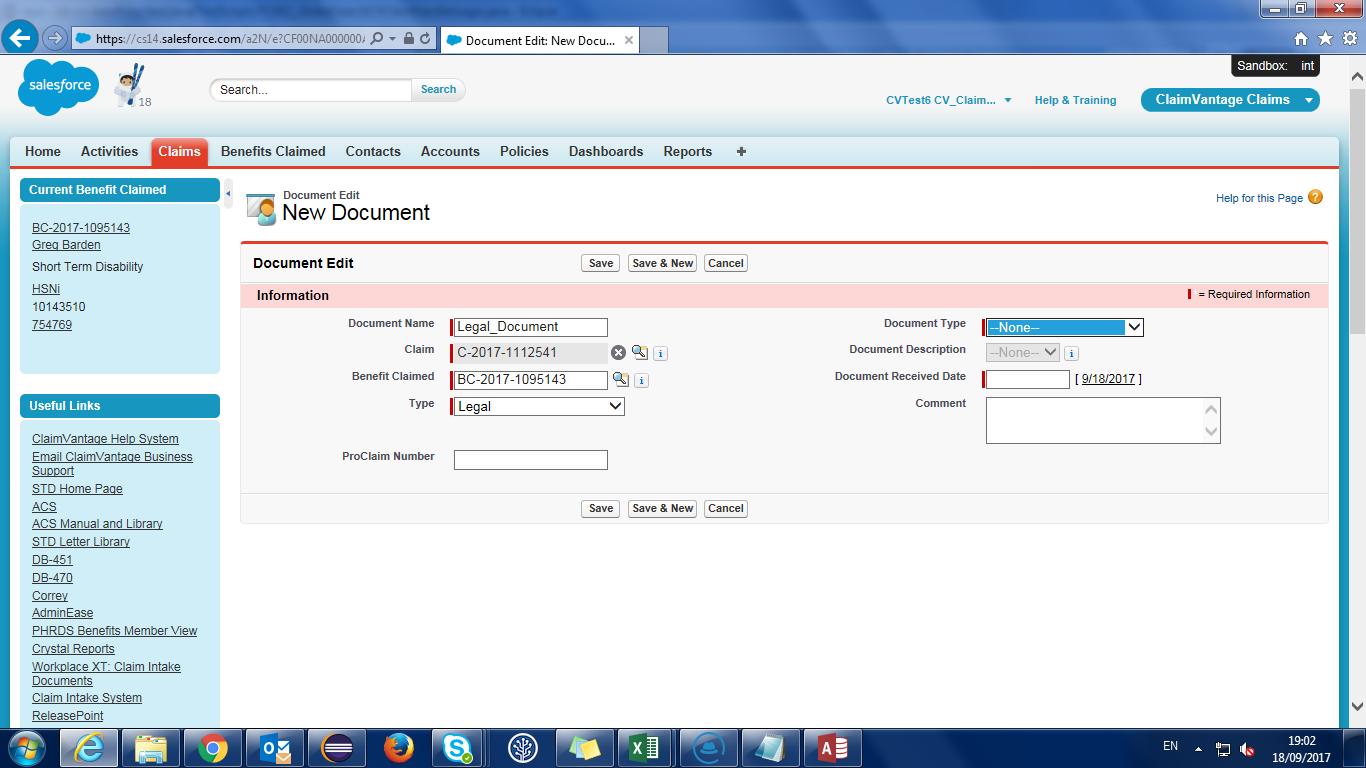 https://cs14.salesforce.com/a2N/e?CF00NA000000/
Document Edit: New Docu...
Sandbox: int
salesforce
18
Search...
Search
CVTest6 CV_Claim...
Help & Training
ClaimVantage Claims
Home
Activities
Claims
Benefits Claimed
Contacts
Accounts
Policies
Dashboards
Reports
Current Benefit Claimed
BC-2017-1095143
Greg Barden
Short Term Disability
HSNi
10143510
754769
Useful Links
ClaimVantage Help System
Email ClaimVantage Business
Support
STD Home Page
ACS
ACS Manual and Library
STD Letter Library
DB-451
DB-470
Correy
AdminEase
PHRDS Benefits Member View
Crystal Reports
Workplace XT: Claim Intake
Documents
Claim Intake System
ReleasePoint
Document Edit
New Document
Help for this Page
Document Edit
Save
Save & New
Cancel
Information
= Required Information
Document Name
Legal_Document
Document Type
--None--
Claim
C-2017-1112541
Document Description
--None--
Benefit Claimed
BC-2017-1095143
Document Received Date
[ 9/18/2017 ]
Type
Legal
Comment
ProClaim Number
Save
Save & New
Cancel
EN
19:02
18/09/2017